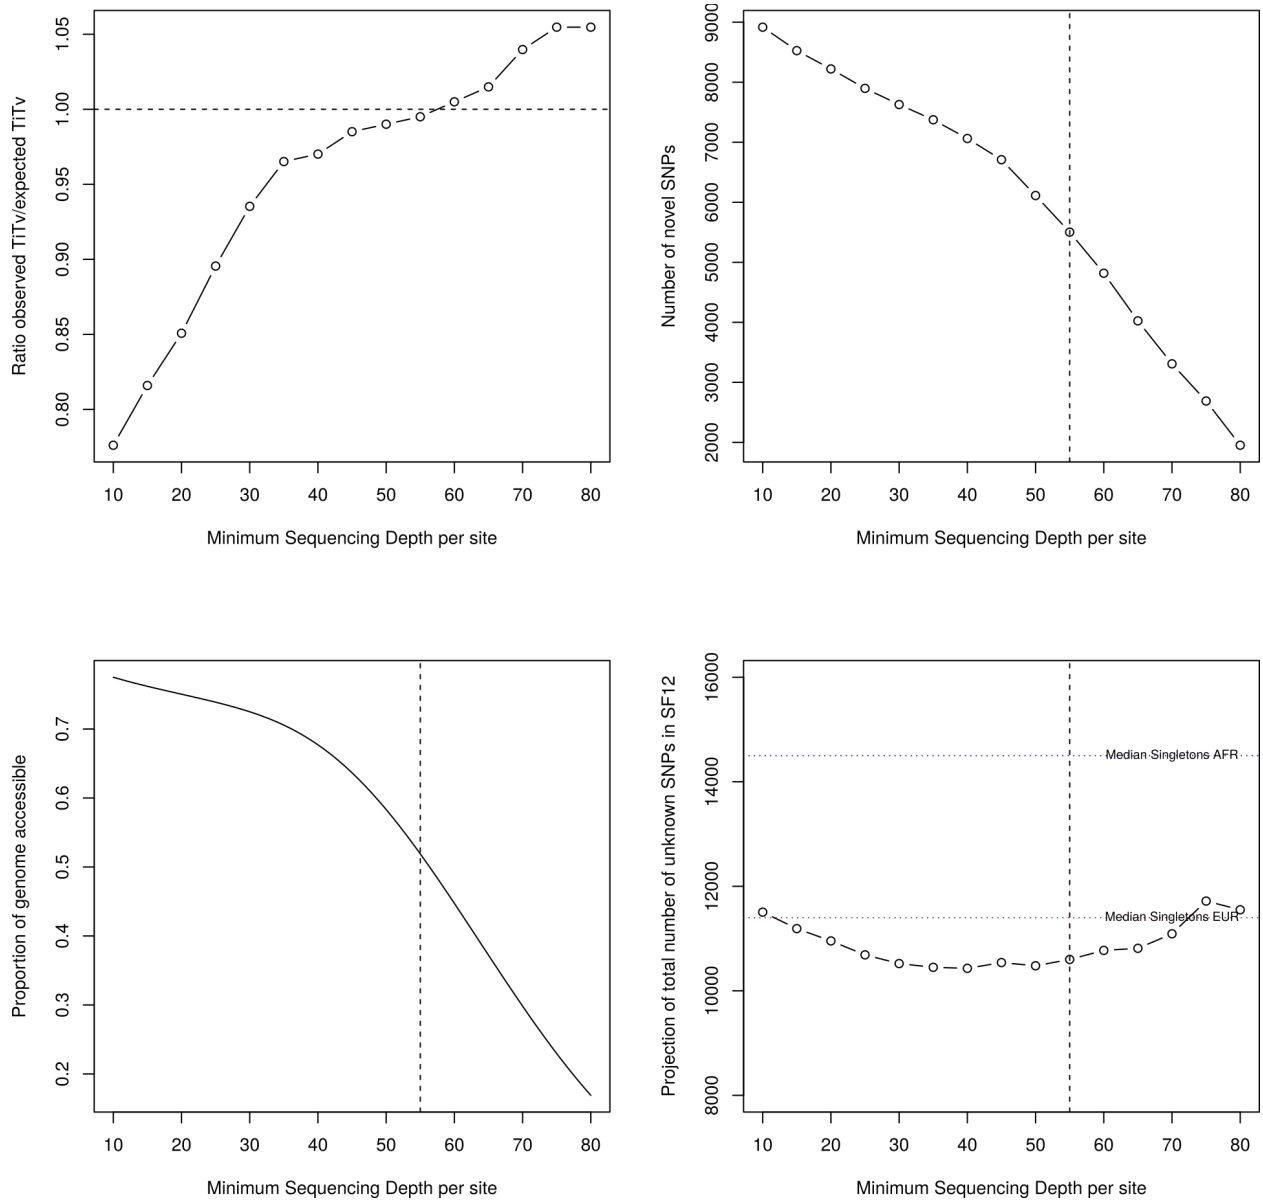 Ratio observed TiTv/expected TiTv
1.05
1.00
0.95
0.90
0.85
0.80
10 20 30 40 50 60 70 80
Minimum Sequencing Depth per site
Number of novel SNPs
9000
8000
7000
6000
5000
4000
3000
2000
10 20 30 40 50 60 70 80
Minimum Sequencing Depth per site
Proportion of genome accessible
0.7
0.6
0.5
0.4
0.3
0.2
10 20 30 40 50 60 70 80
Minimum Sequencing Depth per site
Projection of total number of unknown SNPs in SF12
16000
14000
12000
10000
8000
Median Singletons AFR
Median Singletons EUR
10 20 30 40 50 60 70 80
Minimum Sequencing Depth per site